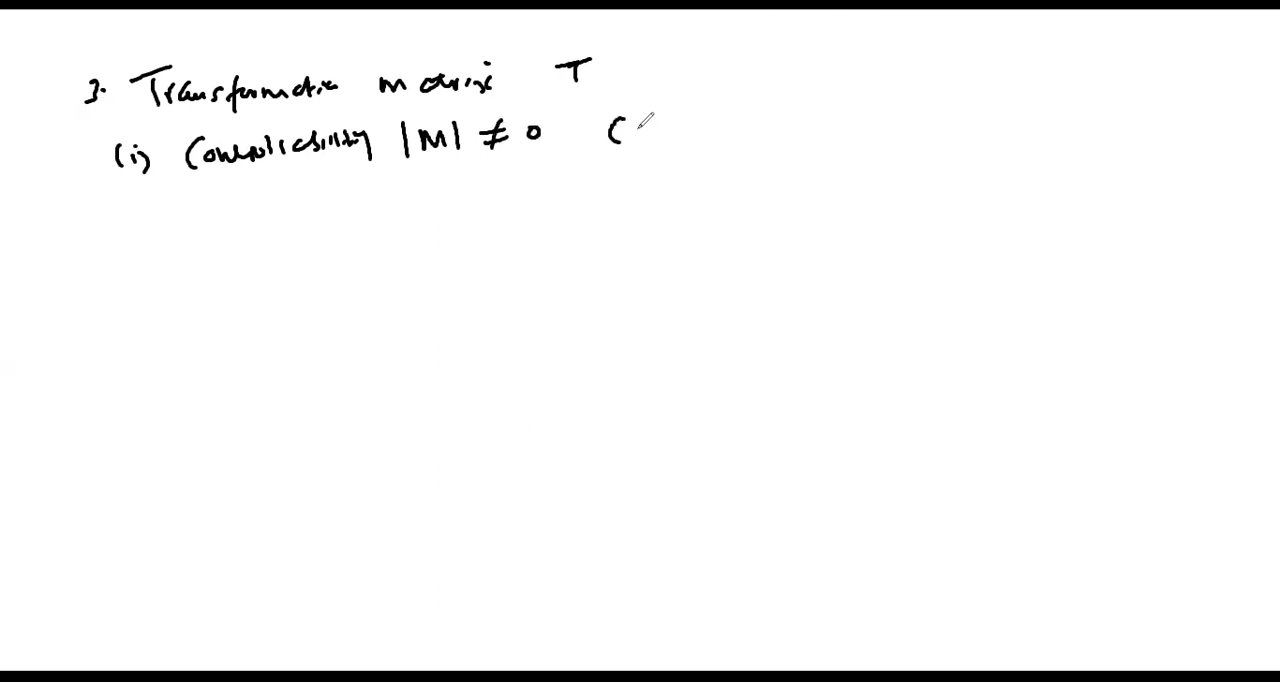 3. Transformation matrix T
(i) Controllability |M| ≠ 0 (